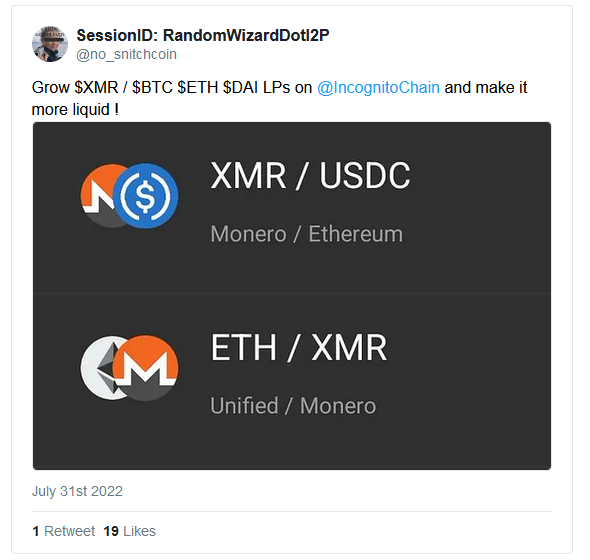 SessionID: RandomWizardDotI2P
@no_snitchcoin
Grow $XMR / $BTC $ETH $DAI LPs on @IncognitoChain and make it
more liquid !
XMR / USDC
Monero / Ethereum
ETH / XMR
Unified / Monero
July 31st 2022
1 Retweet 19 Likes